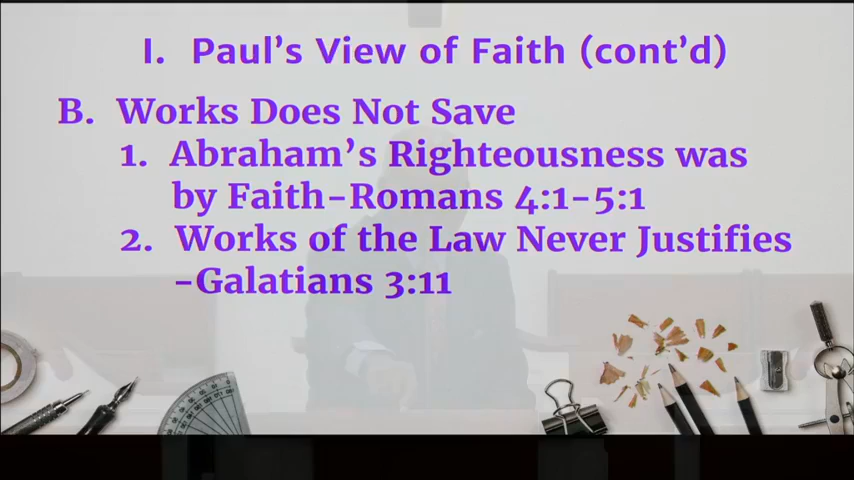 I. Paul’s View of Faith (cont’d)
B. Works Does Not Save
1. Abraham’s Righteousness was
by Faith-Romans 4:1-5:1
2. Works of the Law Never Justifies
-Galatians 3:11